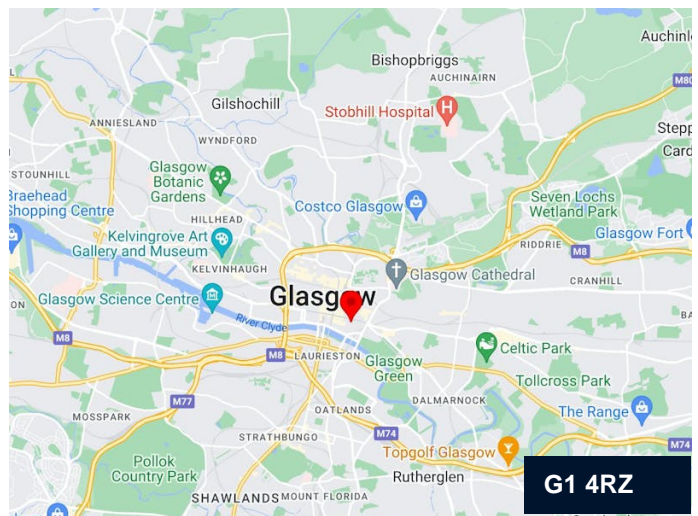 Auchinlo
Bishopbriggs
AUCHINAIRN
M80
Gilshochill
Stobhill Hospital
H
ANNIESLAND
Stepp
WYNDFORD
Card
Glasgow
Botanic
Gardens
STOUNHILL
Braehead
Shopping Centre
Costco Glasgow
Seven Lochs
Wetland Park
HILLHEAD
Kelvingrove Art
Gallery and Museum
RIDDRIE
M8
Glasgow Fort
KELVINHAUGH
Glasgow Cathedral
CRANHILL
Glasgow Science Centre
Glasgow
ON
BA
River Clyde
M8
M8
LAURIESTON
Celtic Park
Glasgow
Green
Tollcross Park
M77
OATLANDS
DALMARNOCK
The Range
MOSSPARK
STRATHBUNGO
M74
M74
Topgolf Glasgow
Pollok
Country Park
Rutherglen
G1 4RZ
SHAWLANDS
MOUNT FLORIDA